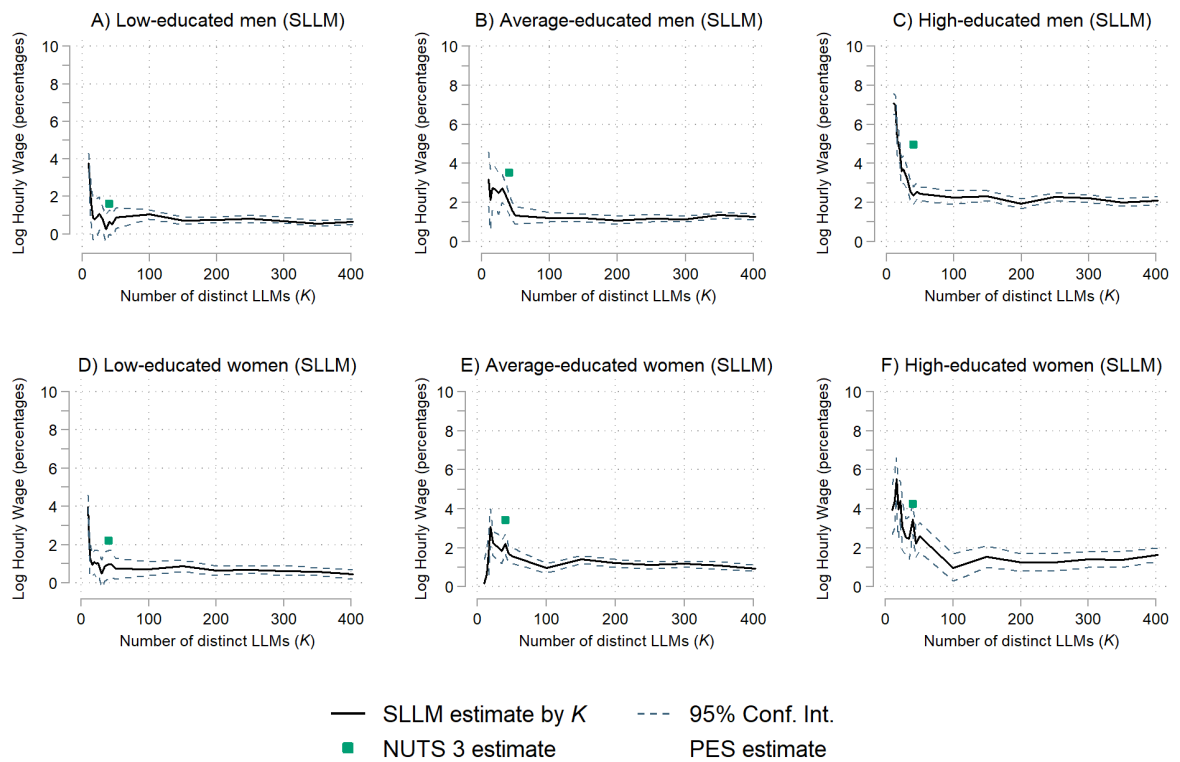 A) Low-educated men (SLLM)
Log Hourly Wage (percentages)
10
8
6
4
2
0
0 100 200 300 400
Number of distinct LLMs (K)
B) Average-educated men (SLLM)
Log Hourly Wage (percentages)
10
8
6
4
2
0
0 100 200 300 400
Number of distinct LLMs (K)
C) High-educated men (SLLM)
Log Hourly Wage (percentages)
10
8
6
4
2
0
0 100 200 300 400
Number of distinct LLMs (K)
D) Low-educated women (SLLM)
Log Hourly Wage (percentages)
10
8
6
4
2
0
0 100 200 300 400
Number of distinct LLMs (K)
E) Average-educated women (SLLM)
Log Hourly Wage (percentages)
10
8
6
4
2
0
0 100 200 300 400
Number of distinct LLMs (K)
F) High-educated women (SLLM)
Log Hourly Wage (percentages)
10
8
6
4
2
0
0 100 200 300 400
Number of distinct LLMs (K)
SLLM estimate by K
95% Conf. Int.
NUTS 3 estimate
PES estimate